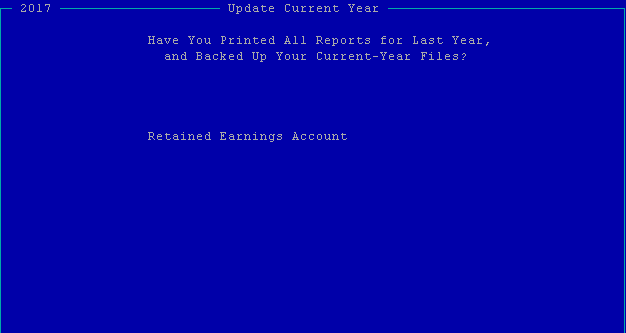 2017 Update Current Year
Have You Printed All Reports for Last Year,
and Backed Up Your Current-Year Files?
Retained Earnings Account